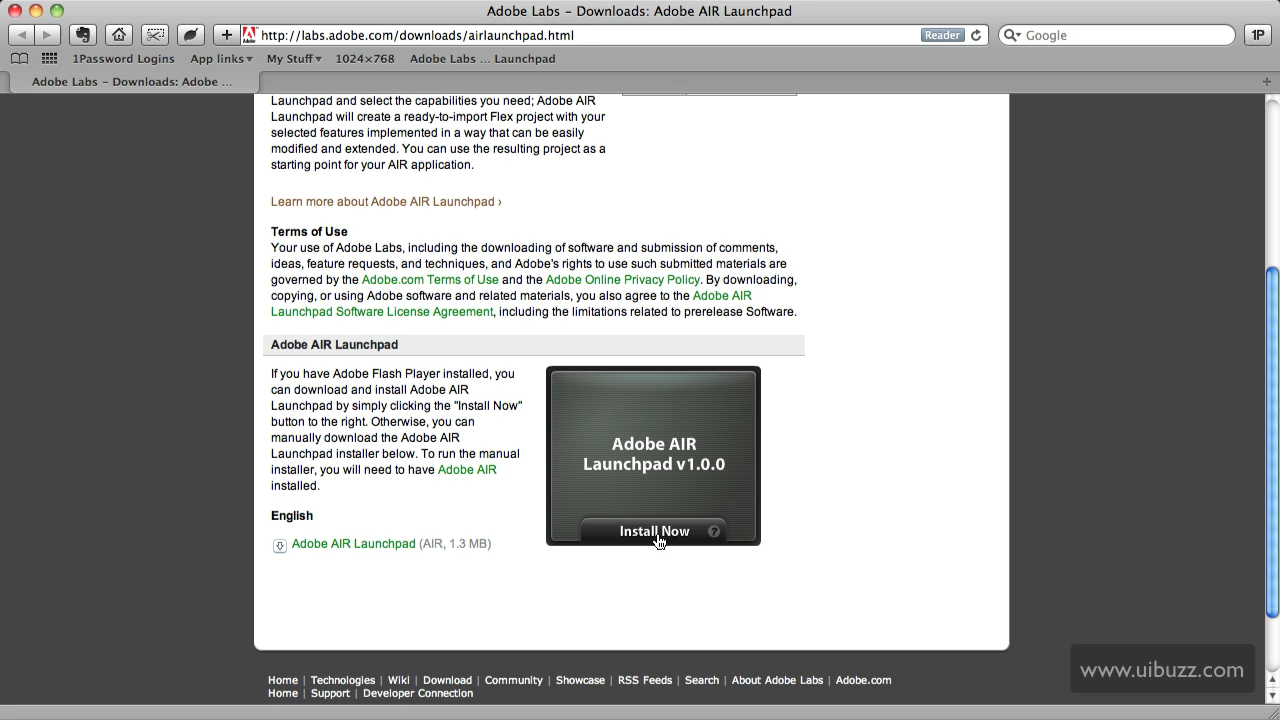 Adobe Labs – Downloads: Adobe AIR Launchpad
http://labs.adobe.com/downloads/airlaunchpad.html
Reader
Google
1P
1Password Logins
App links
My Stuff
1024×768
Adobe Labs ... Launchpad
Adobe Labs – Downloads: Adobe ...
Launchpad and select the capabilities you need; Adobe AIR
Launchpad will create a ready-to-import Flex project with your
selected features implemented in a way that can be easily
modified and extended. You can use the resulting project as a
starting point for your AIR application.
Learn more about Adobe AIR Launchpad ›
Terms of Use
Your use of Adobe Labs, including the downloading of software and submission of comments,
ideas, feature requests, and techniques, and Adobe's rights to use such submitted materials are
governed by the Adobe.com Terms of Use and the Adobe Online Privacy Policy. By downloading,
copying, or using Adobe software and related materials, you also agree to the Adobe AIR
Launchpad Software License Agreement, including the limitations related to prerelease Software.
Adobe AIR Launchpad
If you have Adobe Flash Player installed, you
can download and install Adobe AIR
Launchpad by simply clicking the "Install Now"
button to the right. Otherwise, you can
manually download the Adobe AIR
Launchpad installer below. To run the manual
installer, you will need to have Adobe AIR
installed.
English
Adobe AIR Launchpad (AIR, 1.3 MB)
Adobe AIR
Launchpad v1.0.0
Install Now ?
Home | Technologies | Wiki | Download | Community | Showcase | RSS Feeds | Search | About Adobe Labs | Adobe.com
Home | Support | Developer Connection
www.uibuzz.com